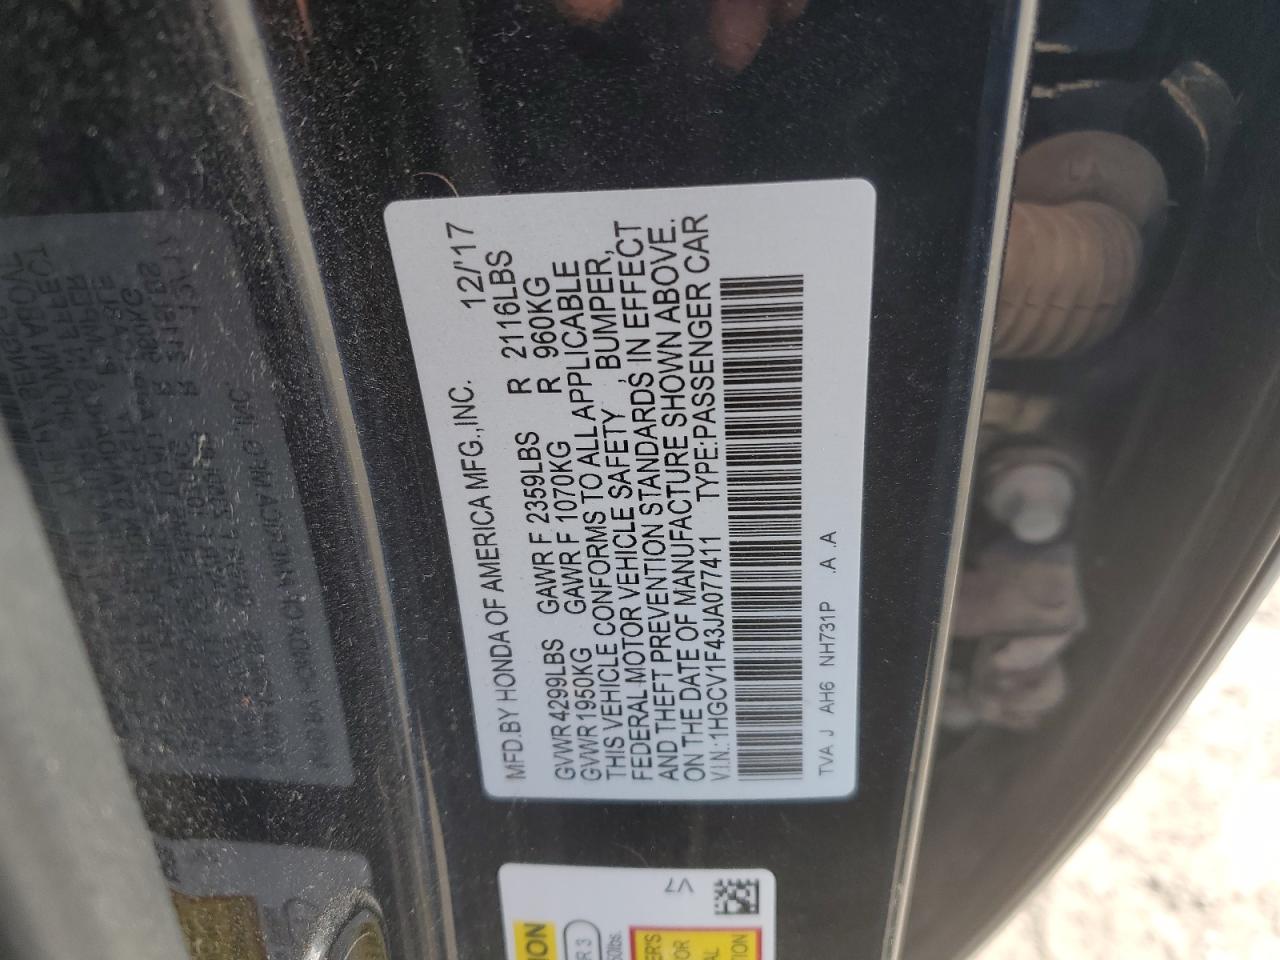 MFD.BY HONDA OF AMERICA MFG.,INC. 12/'17
GVWR 4299LBS GAWR F 2359LBS R 2116LBS
GVWR 1950KG GAWR F 1070KG R 960KG
THIS VEHICLE CONFORMS TO ALL APPLICABLE
FEDERAL MOTOR VEHICLE SAFETY , BUMPER,
AND THEFT PREVENTION STANDARDS IN EFFECT
ON THE DATE OF MANUFACTURE SHOWN ABOVE.
V.I.N.:1HGCV1F43JA077411 TYPE:PASSENGER CAR
TVA J AH6 NH731P .A .A
V7